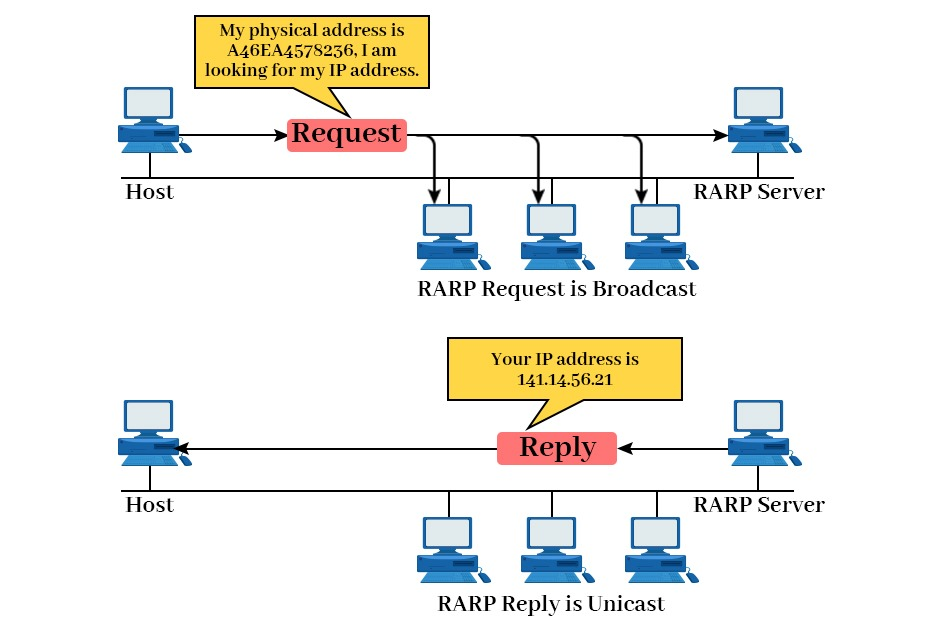 My physical address is
A46EA4578236, I am
looking for my IP address.
Request
Host
RARP Server
RARP Request is Broadcast
Your IP address is
141.14.56.21
Reply
Host
RARP Server
RARP Reply is Unicast